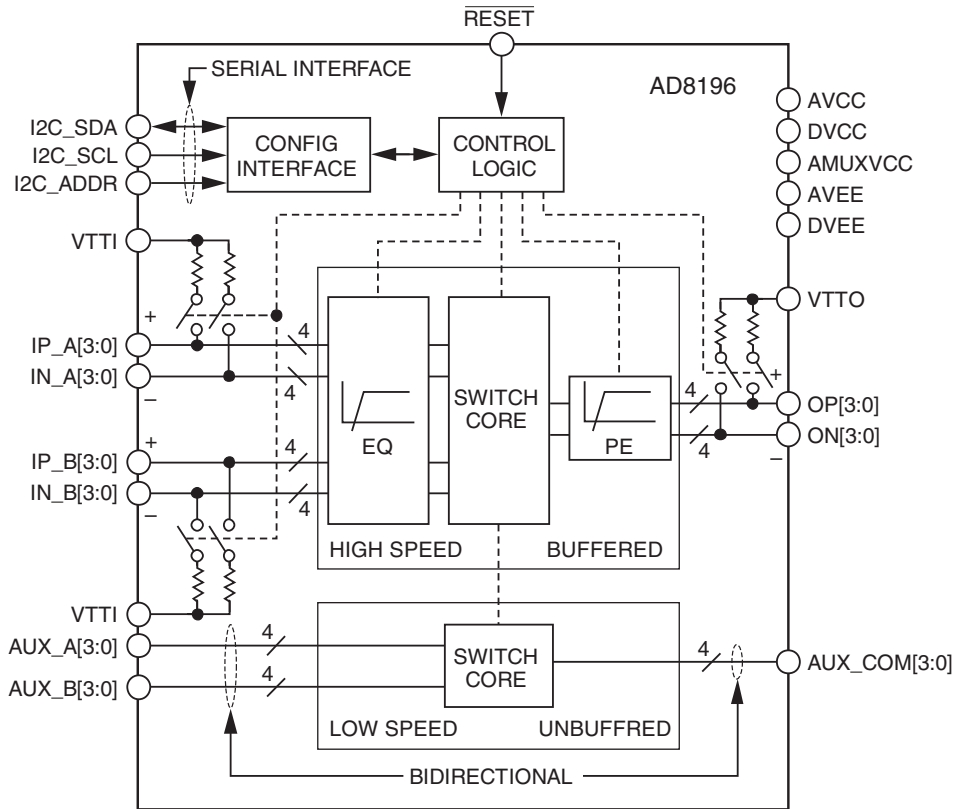 RESET
SERIAL INTERFACE
AD8196
AVCC
DVCC
AMUXVCC
AVEE
DVEE
I2C_SDA
I2C_SCL
I2C_ADDR
CONFIG
INTERFACE
CONTROL
LOGIC
VTTI
VTTO
+
IP_A[3:0]
4
IN_A[3:0]
4
–
+
IP_B[3:0]
4
IN_B[3:0]
4
–
EQ
SWITCH
CORE
PE
4
4
+
OP[3:0]
ON[3:0]
–
HIGH SPEED
BUFFERED
VTTI
AUX_A[3:0]
4
AUX_B[3:0]
4
SWITCH
CORE
4
AUX_COM[3:0]
LOW SPEED
UNBUFFRED
BIDIRECTIONAL